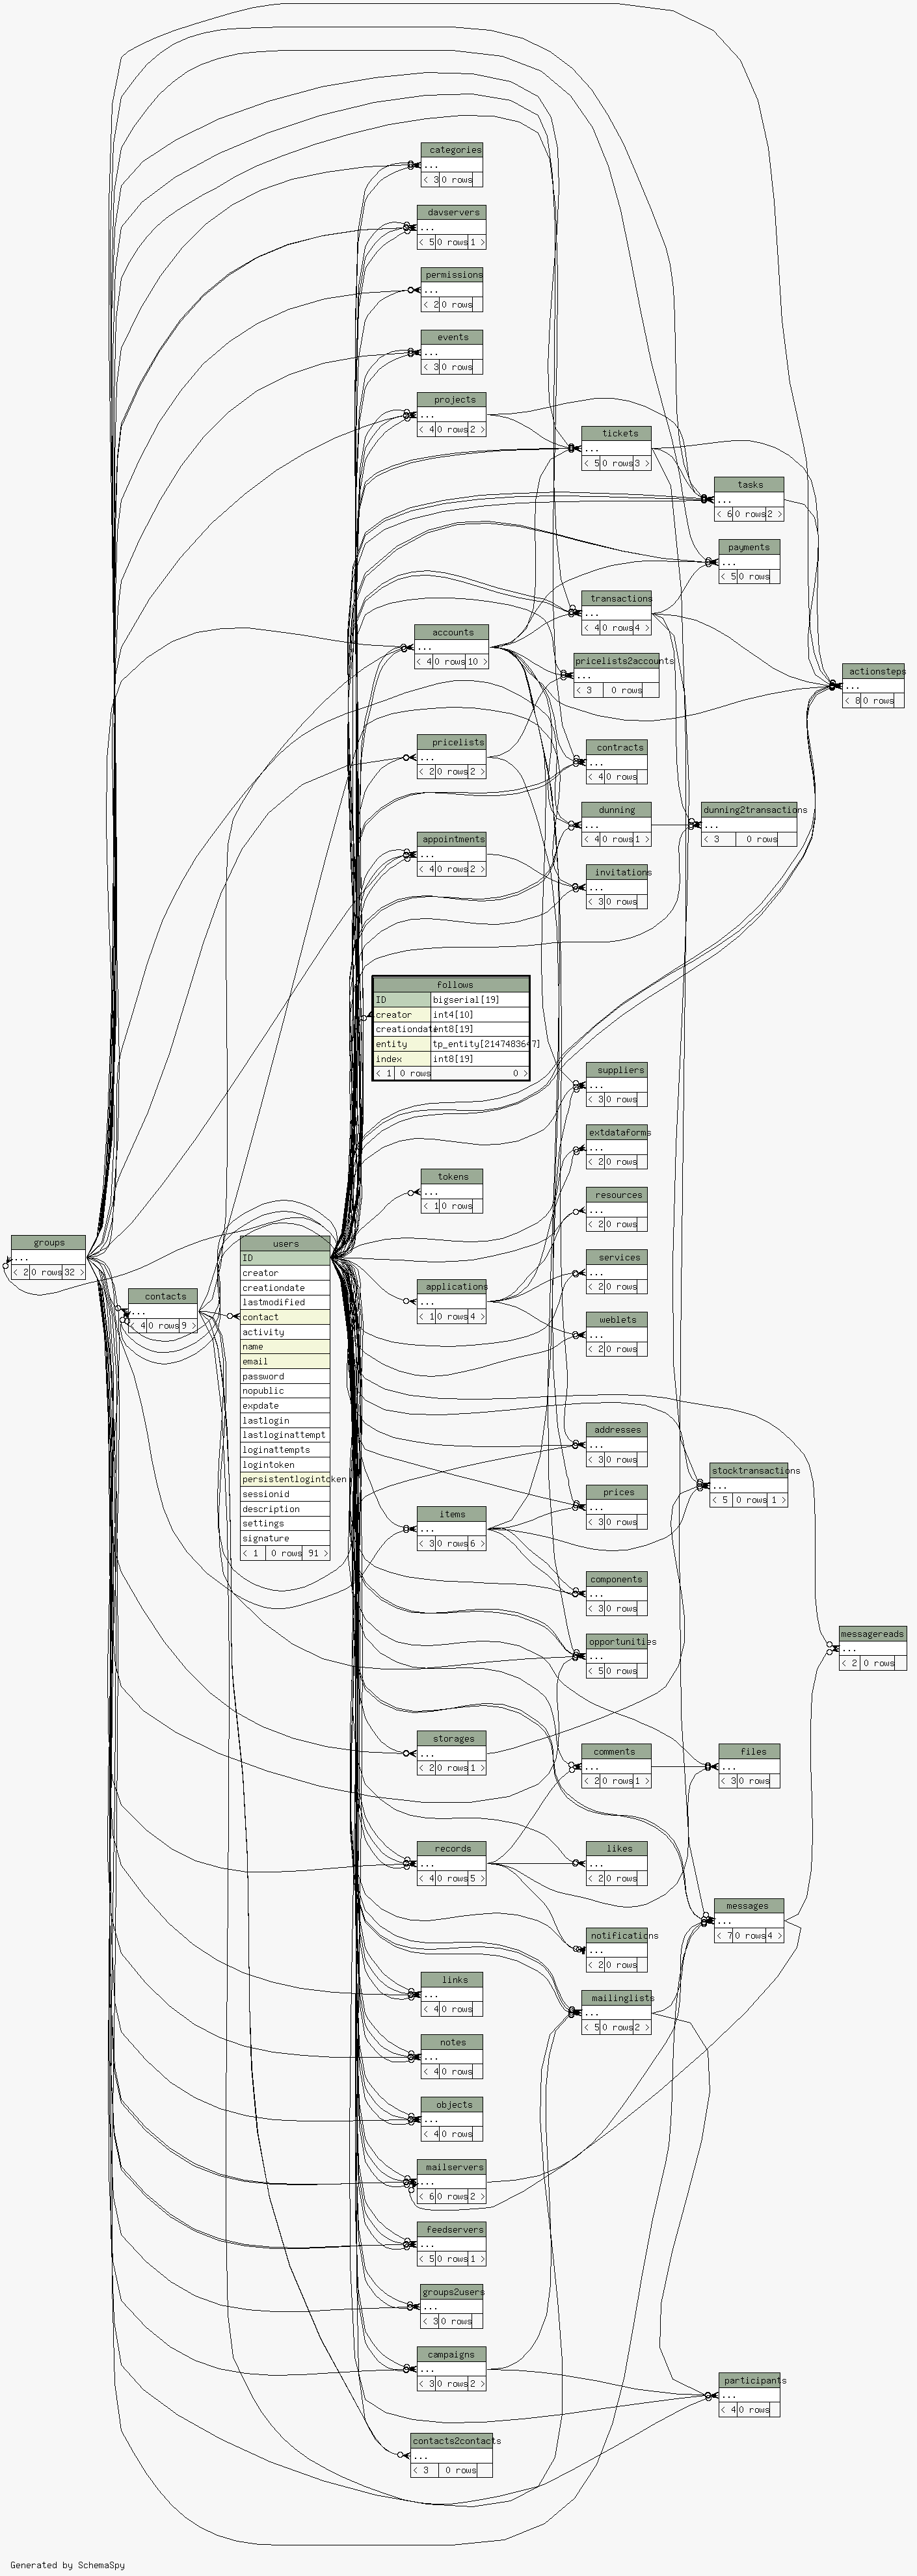 categories
...
< 3 0 rows
davservers
...
< 5 0 rows 1 >
permissions
...
< 2 0 rows
events
...
< 3 0 rows
projects
...
< 4 0 rows 2 >
tickets
...
< 5 0 rows 3 >
tasks
...
< 6 0 rows 2 >
payments
...
< 5 0 rows
transactions
...
< 4 0 rows 4 >
accounts
...
< 4 0 rows 10 >
pricelists2accounts
...
< 3 0 rows
actionsteps
...
< 8 0 rows
pricelists
...
< 2 0 rows 2 >
contracts
...
< 4 0 rows
dunning
...
< 4 0 rows 1 >
dunning2transactions
...
< 3 0 rows
appointments
...
< 4 0 rows 2 >
invitations
...
< 3 0 rows
follows
ID bigserial[19]
creator int4[10]
creationdate int8[19]
entity tp_entity[2147483647]
index int8[19]
< 1 0 rows 0 >
suppliers
...
< 3 0 rows
extdataforms
...
< 2 0 rows
tokens
...
< 1 0 rows
resources
...
< 2 0 rows
groups
...
< 2 0 rows 32 >
contacts
...
< 4 0 rows 9 >
users
ID
creator
creationdate
lastmodified
contact
activity
name
email
password
nopublic
expdate
lastlogin
lastloginattempt
loginattempts
logintoken
persistentlogintoken
sessionid
description
settings
signature
< 1 0 rows 91 >
services
...
< 2 0 rows
applications
...
< 1 0 rows 4 >
weblets
...
< 2 0 rows
addresses
...
< 3 0 rows
stocktransactions
...
< 5 0 rows 1 >
prices
...
< 3 0 rows
items
...
< 3 0 rows 6 >
components
...
< 3 0 rows
opportunities
...
< 5 0 rows
messagereads
...
< 2 0 rows
storages
...
< 2 0 rows 1 >
comments
...
< 2 0 rows 1 >
files
...
< 3 0 rows
records
...
< 4 0 rows 5 >
likes
...
< 2 0 rows
messages
...
< 7 0 rows 4 >
notifications
...
< 2 0 rows
links
...
< 4 0 rows
mailinglists
...
< 5 0 rows 2 >
notes
...
< 4 0 rows
objects
...
< 4 0 rows
mailservers
...
< 6 0 rows 2 >
feedservers
...
< 5 0 rows 1 >
groups2users
...
< 3 0 rows
campaigns
...
< 3 0 rows 2 >
participants
...
< 4 0 rows
contacts2contacts
...
< 3 0 rows
Generated by SchemaSpy